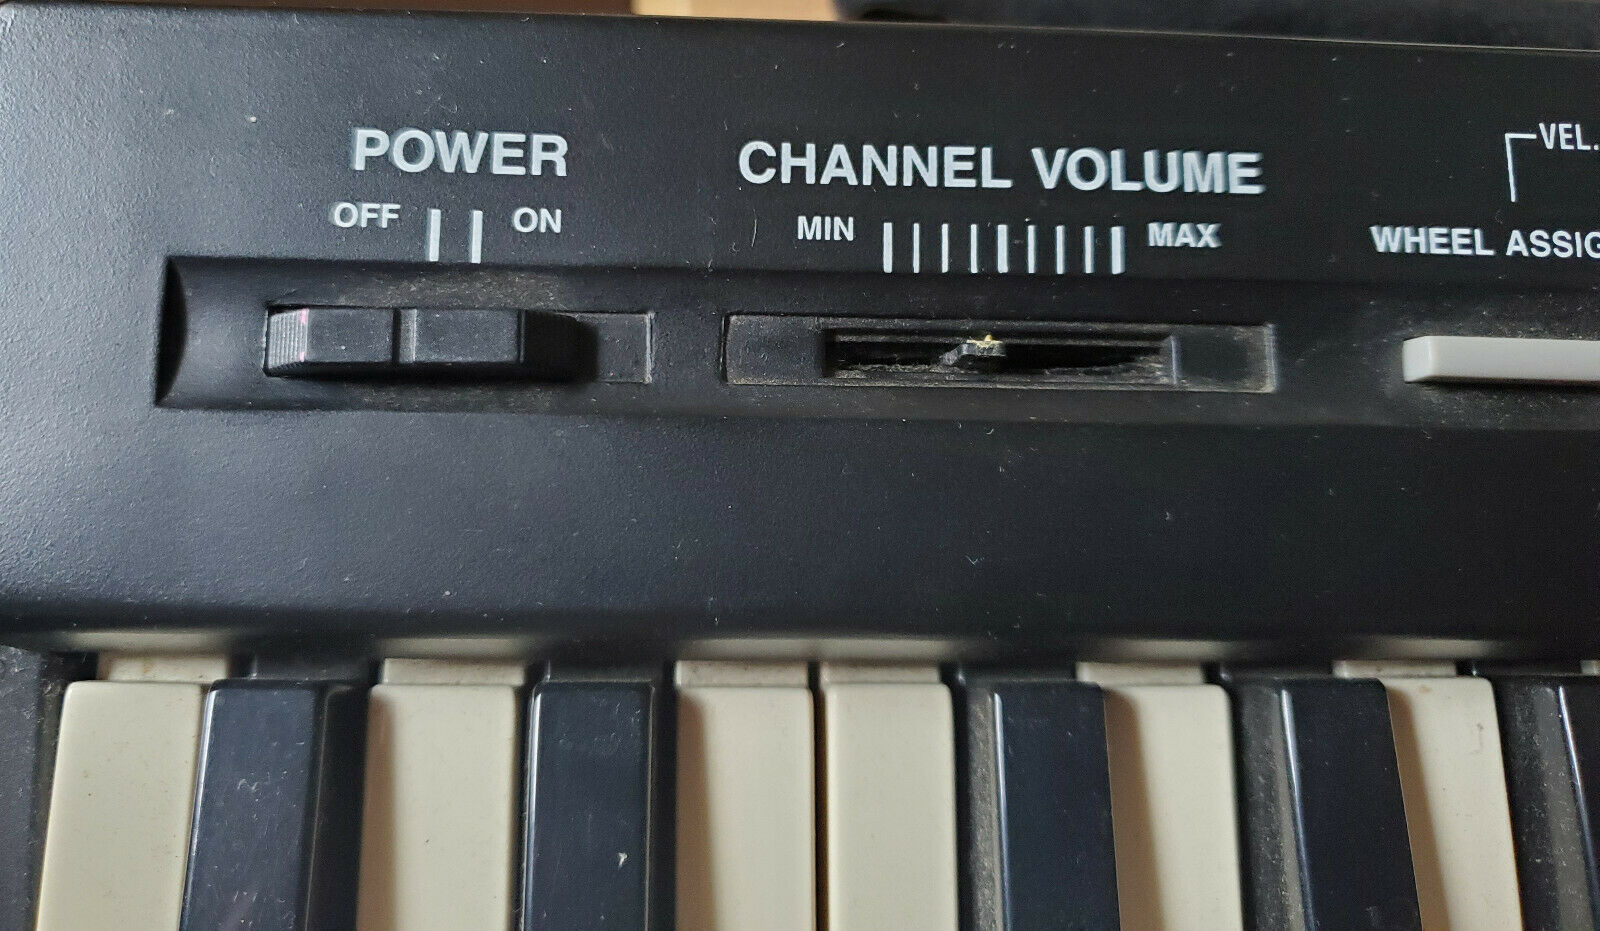 POWER
OFF ON
CHANNEL VOLUME
MIN MAX
VEL.
WHEEL ASSIG